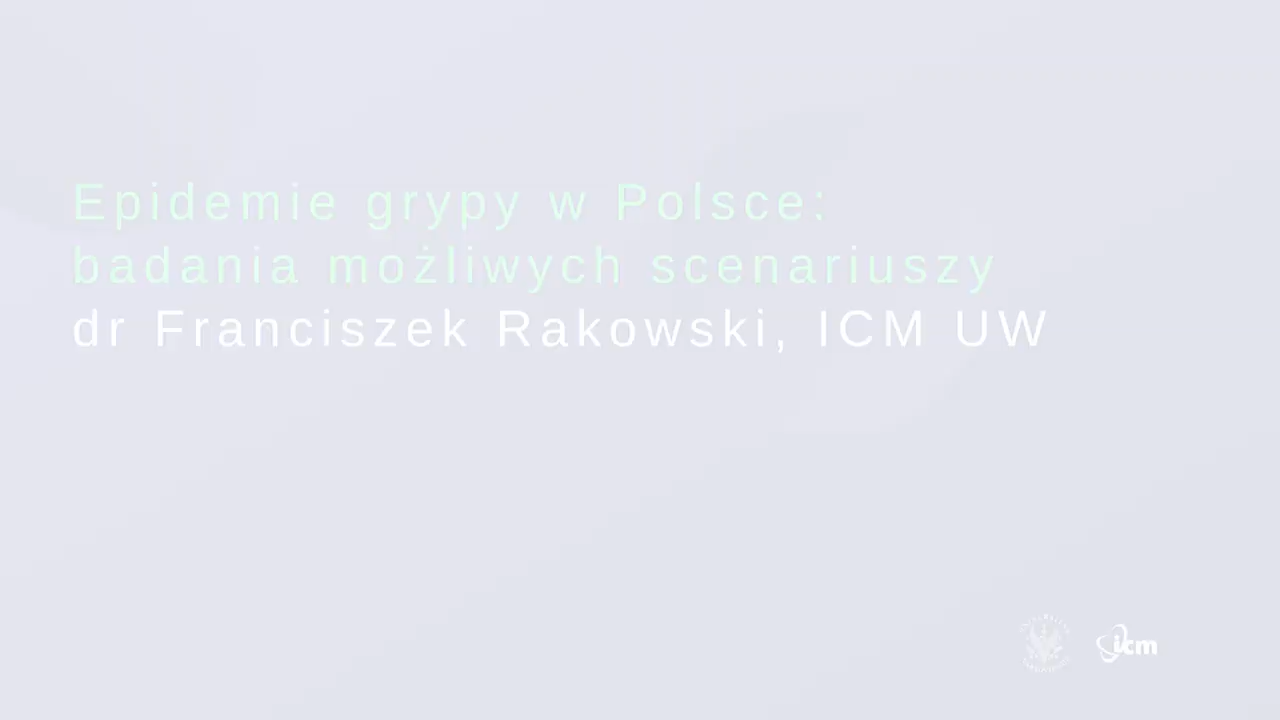 Epidemie grypy w Polsce:
badania możliwych scenariuszy
dr Franciszek Rakowski, ICM UW
icm